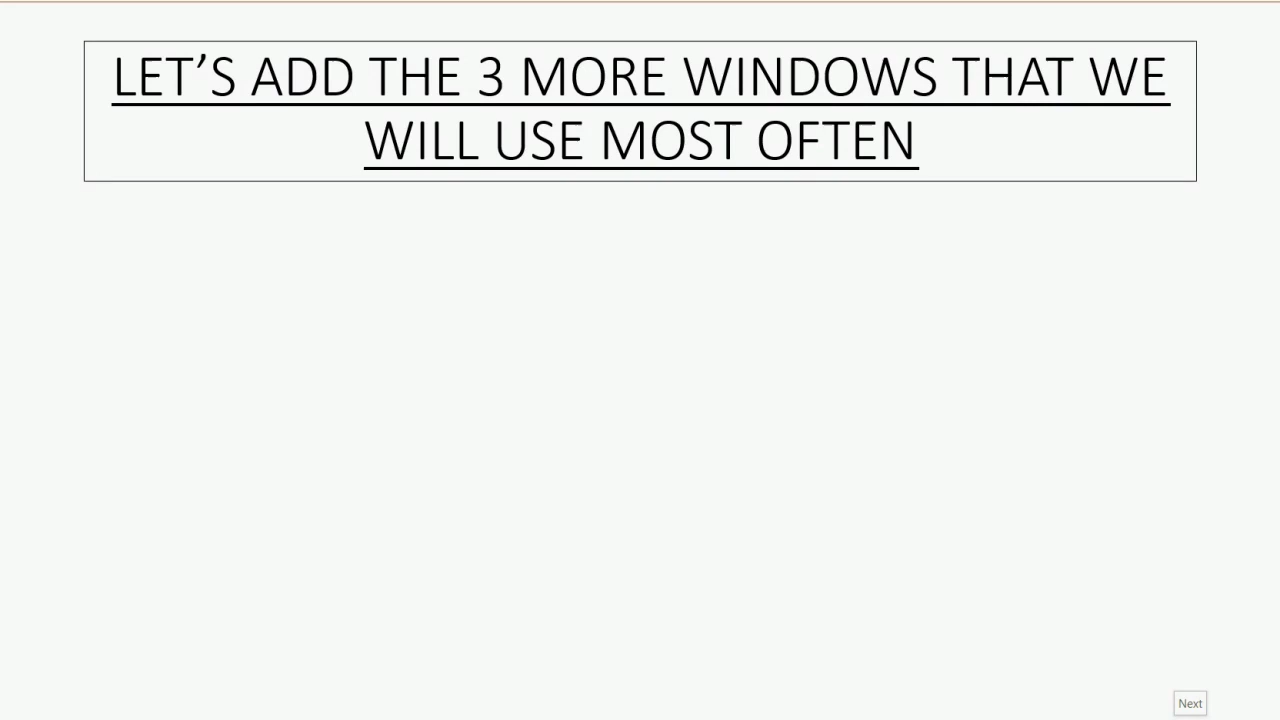 LET’S ADD THE 3 MORE WINDOWS THAT WE
WILL USE MOST OFTEN
Next